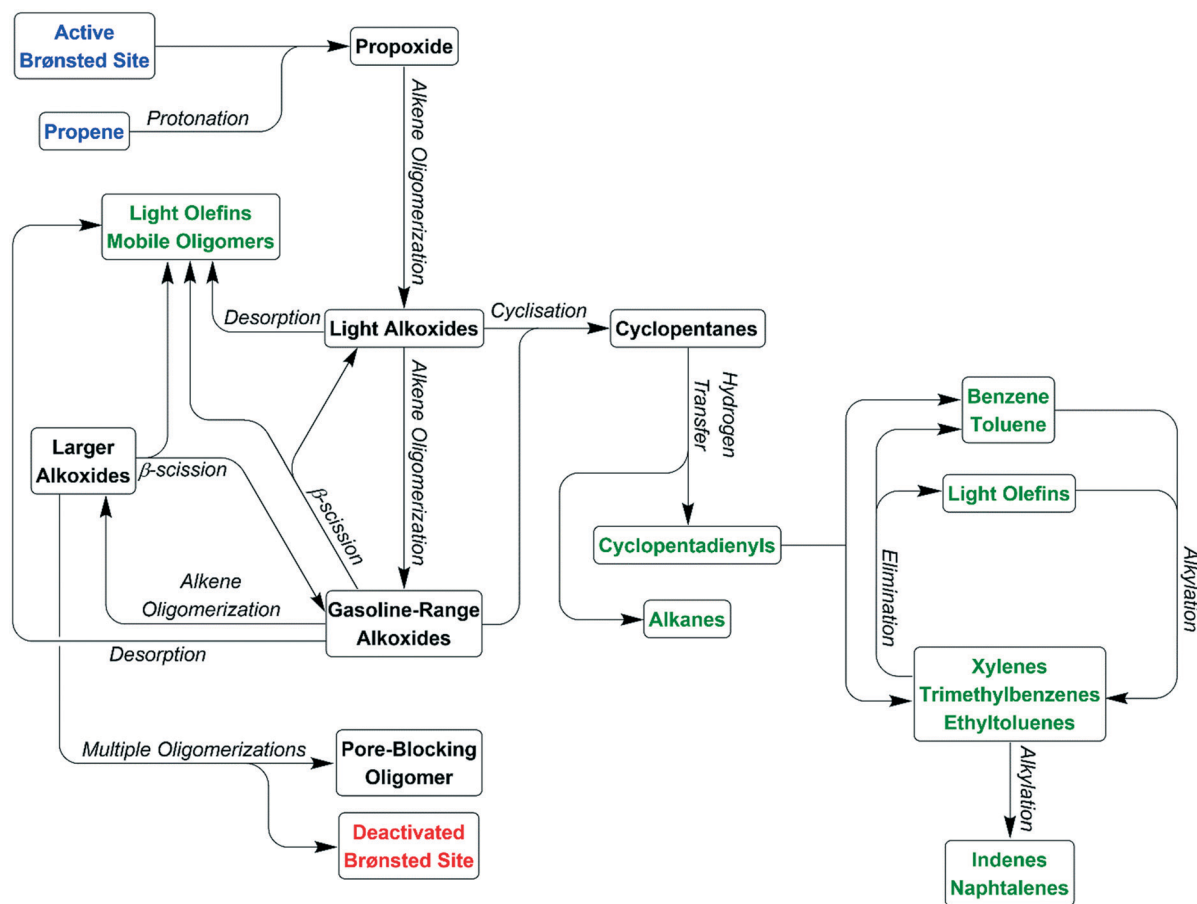 Active
Brønsted Site
Propoxide
Protonation
Propene
Alkene Oligomerization
Light Olefins
Mobile Oligomers
Desorption
Light Alkoxides
Cyclisation
Cyclopentanes
Alkene Oligomerization
Hydrogen
Transfer
Benzene
Toluene
Larger
Alkoxides
β-scission
β-scission
Light Olefins
Cyclopentadienyls
Elimination
Alkylation
Alkene
Oligomerization
Gasoline-Range
Alkoxides
Alkanes
Desorption
Xylenes
Trimethylbenzenes
Ethyltoluenes
Multiple Oligomerizations
Pore-Blocking
Oligomer
Alkylation
Deactivated
Brønsted Site
Indenes
Naphtalenes